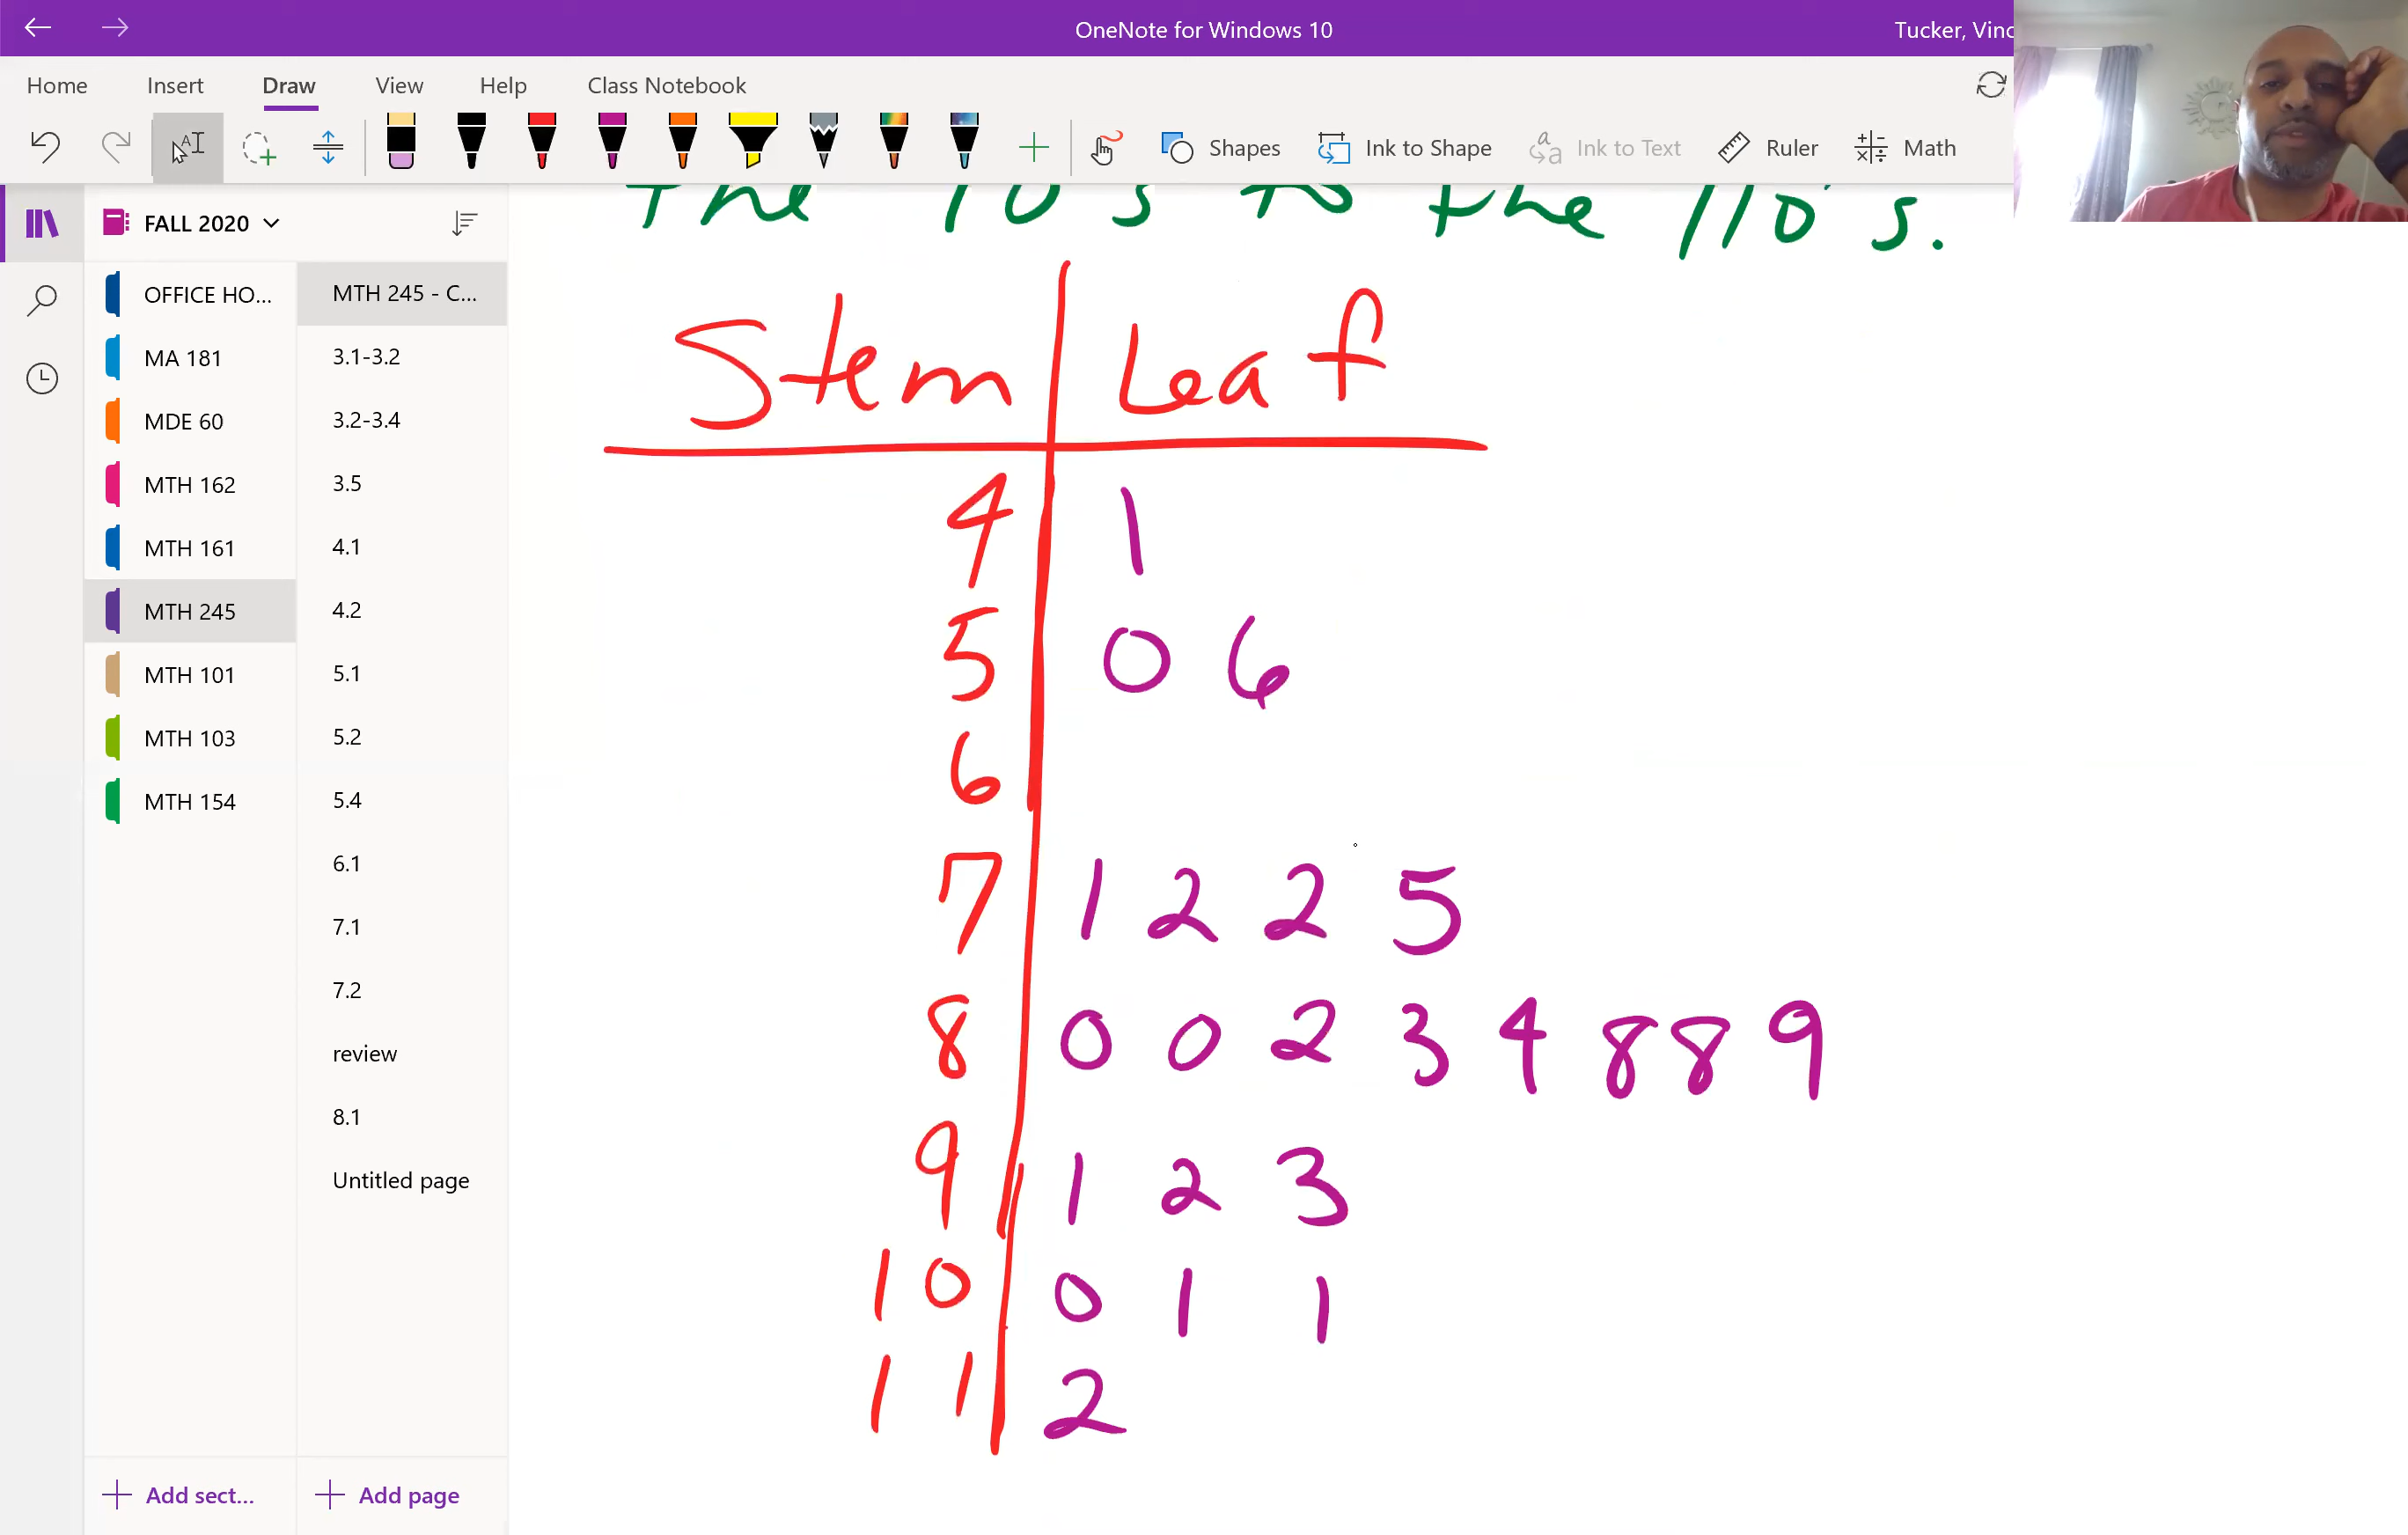 OneNote for Windows 10
Tucker, Vinc
Home Insert Draw View Help Class Notebook
Shapes Ink to Shape Ink to Text Ruler Math
FALL 2020
OFFICE HO...
MA 181
MDE 60
MTH 162
MTH 161
MTH 245
MTH 101
MTH 103
MTH 154
Add sect...
MTH 245 - C...
3.1-3.2
3.2-3.4
3.5
4.1
4.2
5.1
5.2
5.4
6.1
7.1
7.2
review
8.1
Untitled page
Add page
the 10's to the 110's.
Stem Leaf
4 1
5 0 6
6
7 1 2 2 5
8 0 0 2 3 4 8 8 9
9 1 2 3
10 0 1 1
11 2